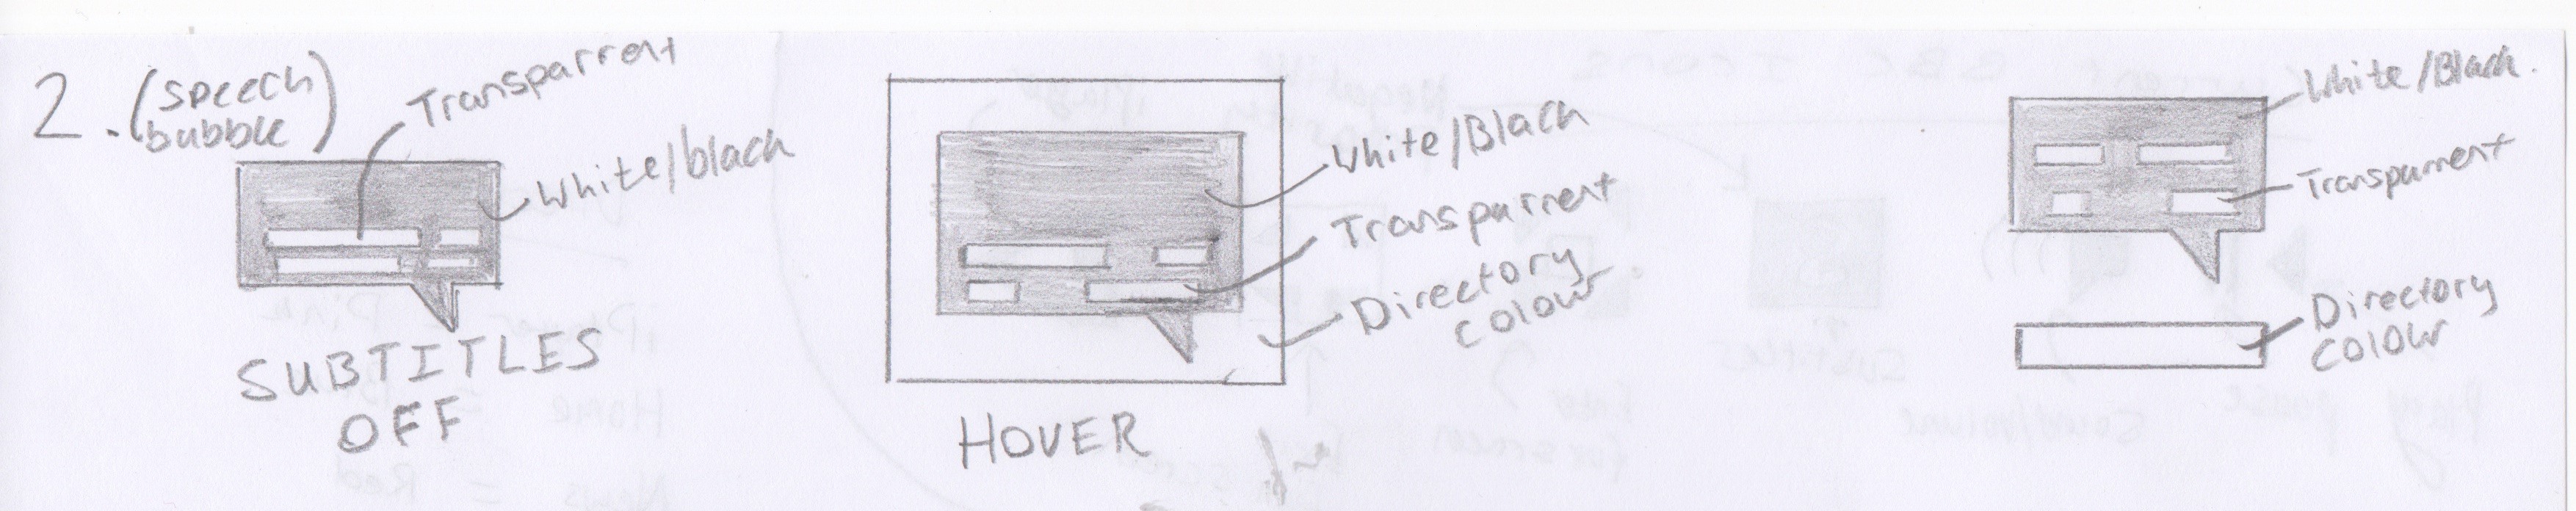 2. (speech
bubble)
Transparrent
White/black
SUBTITLES
OFF
White/Black
Transparrent
Directory
Colour
HOVER
White/Black.
Transparrent
Directory
Colour